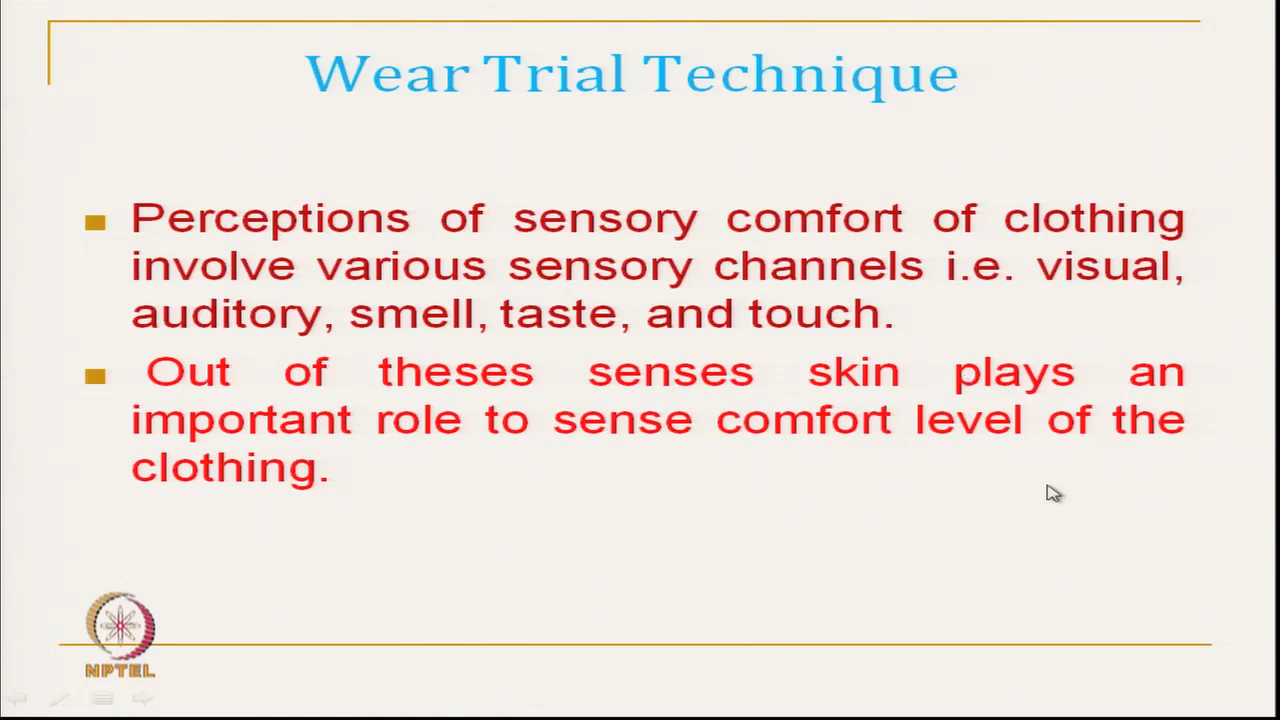 Wear Trial Technique
Perceptions of sensory comfort of clothing
involve various sensory channels i.e. visual,
auditory, smell, taste, and touch.
Out of theses senses skin plays an
important role to sense comfort level of the
clothing.
NPTEL